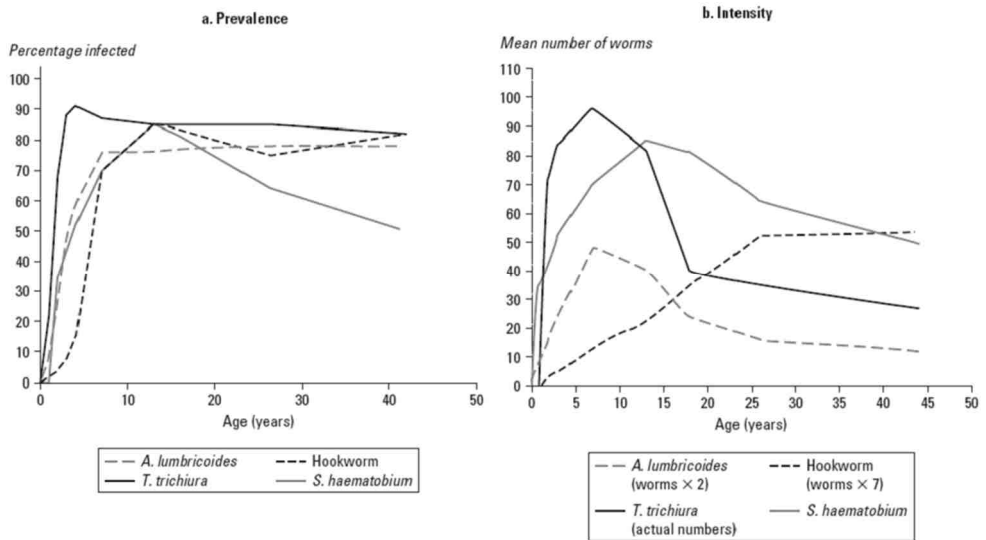 a. Prevalence
Percentage infected
100
90
80
70
60
50
40
30
20
10
0
0 10 20 30 40 50
Age (years)
A. lumbricoides Hookworm
T. trichiura S. haematobium
b. Intensity
Mean number of worms
110
100
90
80
70
60
50
40
30
20
10
0
0 5 10 15 20 25 30 35 40 45 50
Age (years)
A. lumbricoides Hookworm
(worms × 2) (worms × 7)
T. trichiura S. haematobium
(actual numbers)